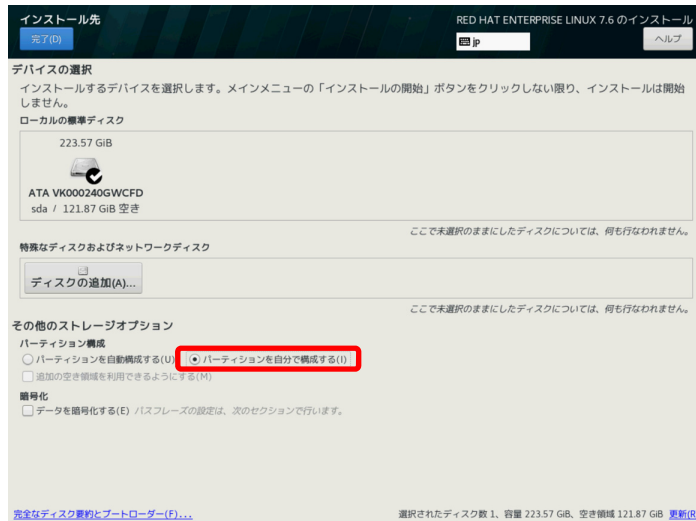 インストール先
RED HAT ENTERPRISE LINUX 7.6 のインストール
完了(D)
jp
ヘルプ
デバイスの選択
インストールするデバイスを選択します。メインメニューの「インストールの開始」ボタンをクリックしない限り、インストールは開始
しません。
ローカルの標準ディスク
223.57 GiB
ATA VK000240GWCFD
sda / 121.87 GiB 空き
ここで未選択のままにしたディスクについては、何も行なわれません。
特殊なディスクおよびネットワークディスク
ディスクの追加(A)...
ここで未選択のままにしたディスクについては、何も行なわれません。
その他のストレージオプション
パーティション構成
パーティションを自動構成する(U) パーティションを自分で構成する(I)
追加の空き領域を利用できるようにする(M)
暗号化
データを暗号化する(E) パスフレーズの設定は、次のセクションで行います。
完全なディスク要約とブートローダー(F)...
選択されたディスク数 1、容量 223.57 GiB、空き領域 121.87 GiB 更新(R